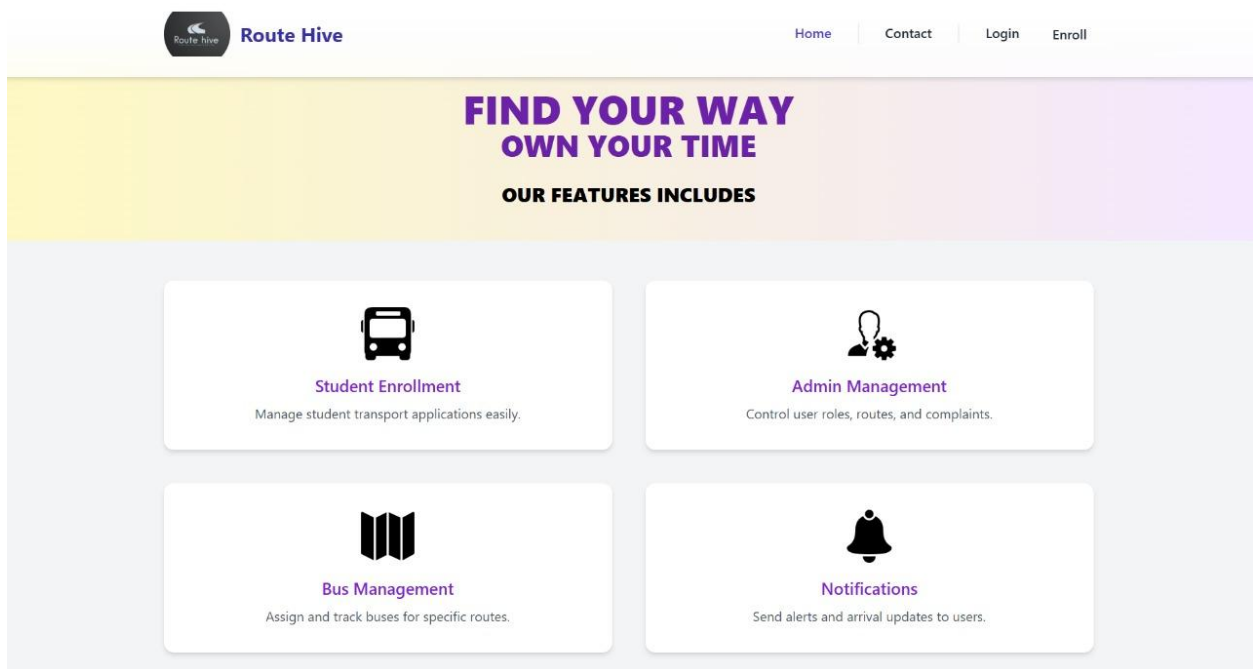 Route hive
Route Hive
Home
Contact
Login
Enroll
FIND YOUR WAY
OWN YOUR TIME
OUR FEATURES INCLUDES
Student Enrollment
Manage student transport applications easily.
Admin Management
Control user roles, routes, and complaints.
Bus Management
Assign and track buses for specific routes.
Notifications
Send alerts and arrival updates to users.